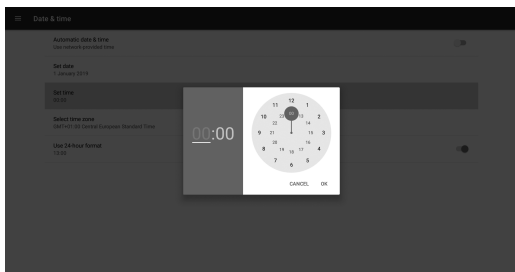 Date & time
Automatic date & time
Use network-provided time
Set date
1 January 2019
Set time
00:00
Select time zone
GMT+01:00 Central European Standard Time
Use 24-hour format
13:00
00:00
12
11 1
00
10 23 13 2
22 14
9 21 15 3
20 16
8 19 18 17 4
7 5
6
CANCEL OK